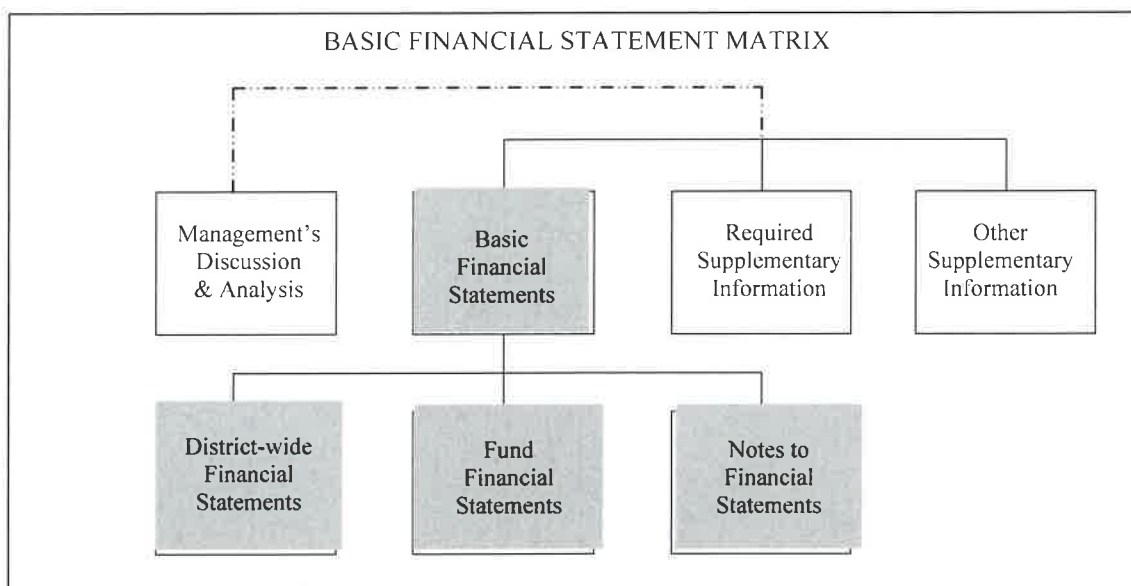 BASIC FINANCIAL STATEMENT MATRIX
Management's
Discussion
& Analysis
Basic
Financial
Statements
Required
Supplementary
Information
Other
Supplementary
Information
District-wide
Financial
Statements
Fund
Financial
Statements
Notes to
Financial
Statements